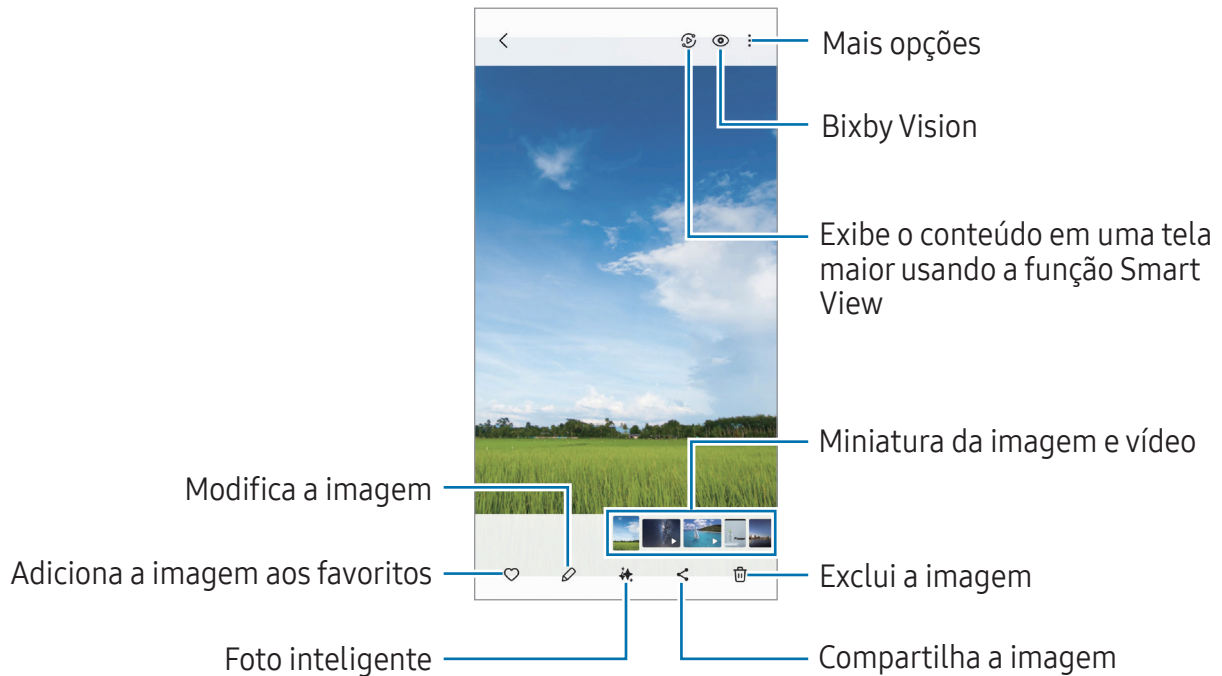 Mais opções
Bixby Vision
Exibe o conteúdo em uma tela
maior usando a função Smart
View
Miniatura da imagem e vídeo
Modifica a imagem
Adiciona a imagem aos favoritos
Exclui a imagem
Foto inteligente
Compartilha a imagem